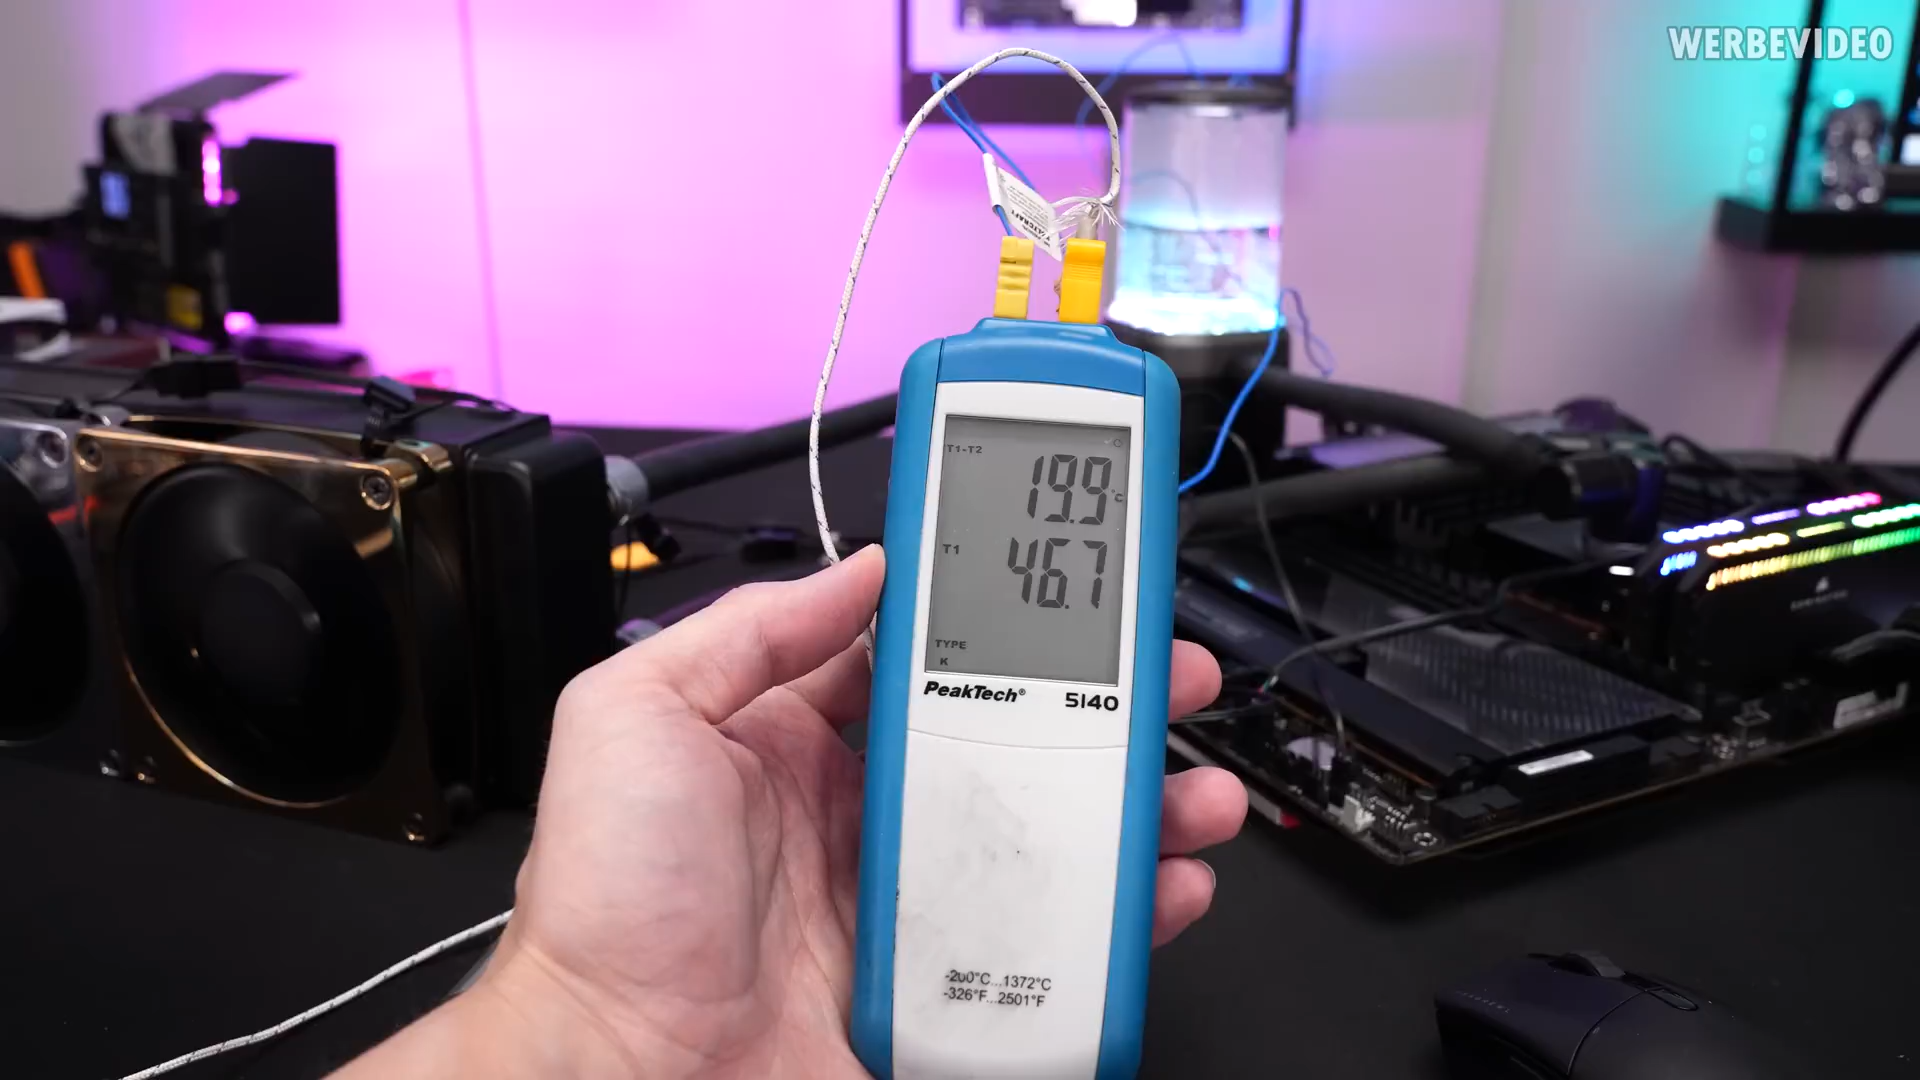 WERBEVIDEO
T1-T2
19.9 °C
T1
46.7
TYPE
K
PeakTech® 5140
-200°C...1372°C
-326°F...2501°F